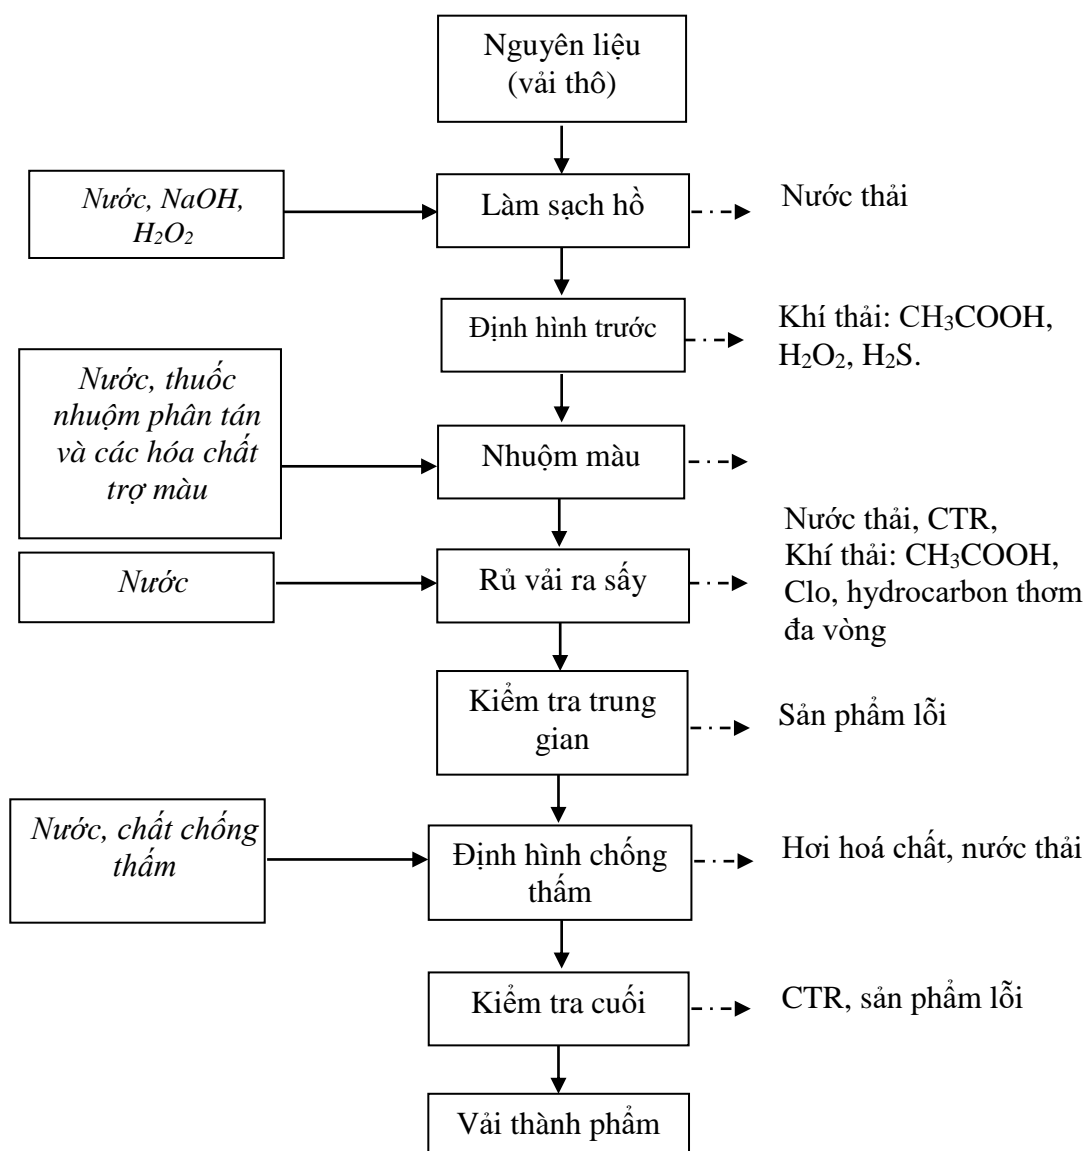 Nguyên liệu
(vải thô)
Nước, NaOH,
H₂O₂
Làm sạch hồ
Nước thải
Định hình trước
Khí thải: CH₃COOH,
H₂O₂, H₂S.
Nước, thuốc
nhuộm phân tán
và các hóa chất
trợ màu
Nhuộm màu
Nước thải, CTR,
Khí thải: CH₃COOH,
Clo, hydrocarbon thơm
đa vòng
Nước
Rủ vải ra sấy
Kiểm tra trung
gian
Sản phẩm lỗi
Nước, chất chống
thấm
Định hình chống
thấm
Hơi hoá chất, nước thải
Kiểm tra cuối
CTR, sản phẩm lỗi
Vải thành phẩm